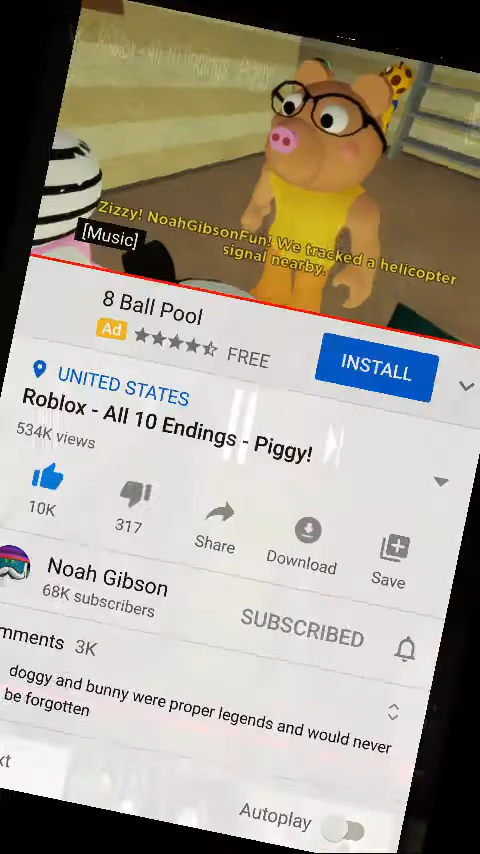 Zizzy! NoahGibsonFun! We tracked a helicopter
signal nearby.
[Music]
8 Ball Pool
Ad FREE
INSTALL
UNITED STATES
Roblox - All 10 Endings - Piggy!
534K views
10K
317
Share
Download
Save
Noah Gibson
68K subscribers
SUBSCRIBED
mments 3K
doggy and bunny were proper legends and would never
be forgotten
xt
Autoplay